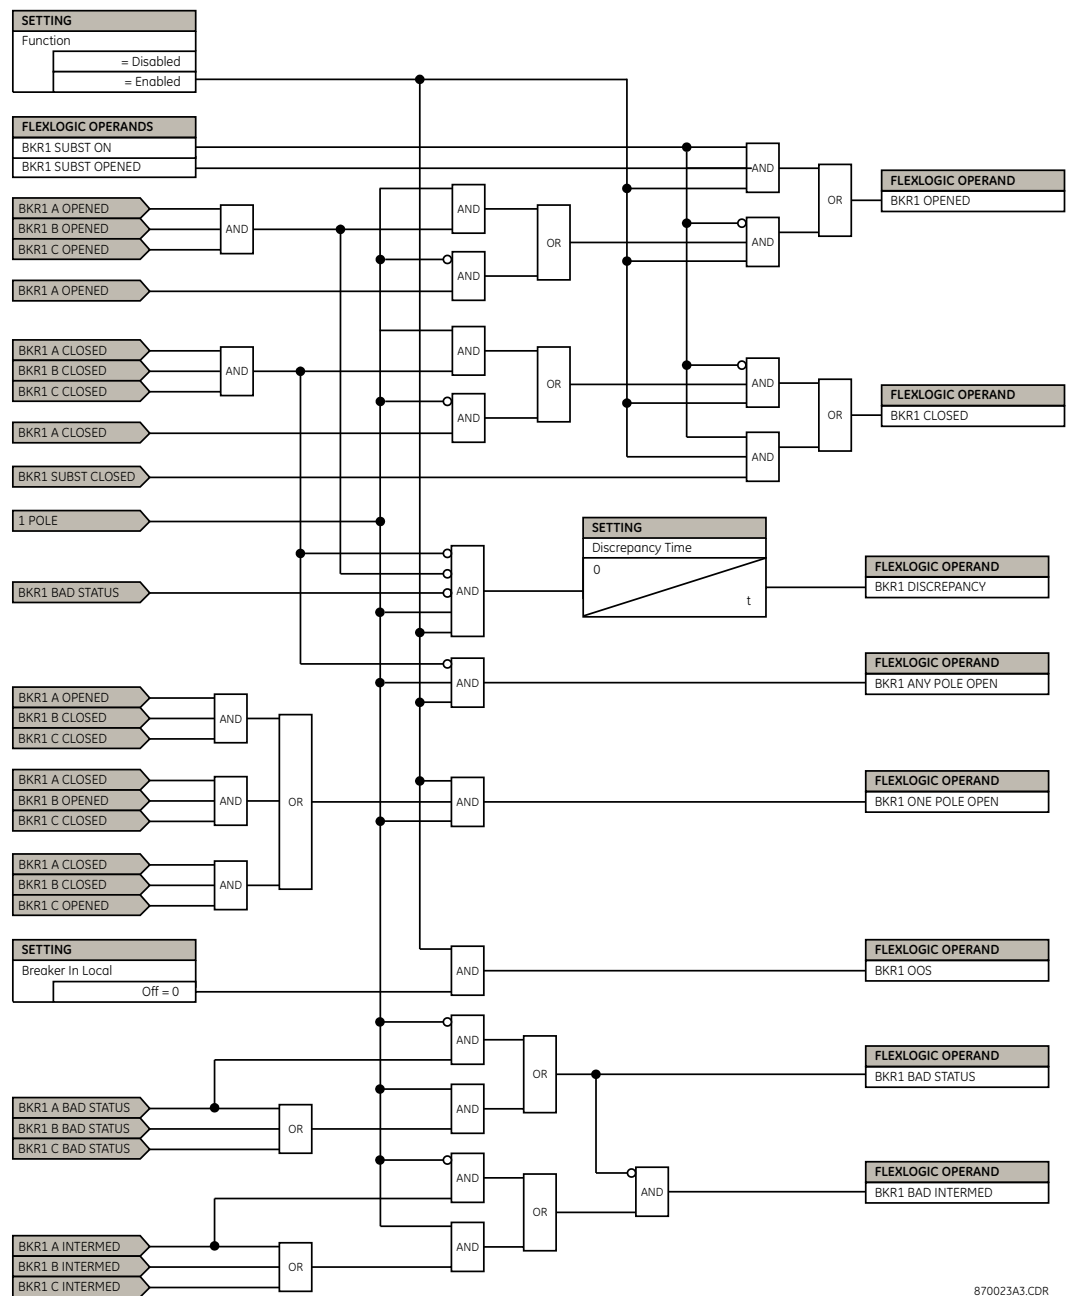 SETTING
Function
= Disabled
= Enabled
FLEXLOGIC OPERANDS
BKR1 SUBST ON
BKR1 SUBST OPENED
AND
OR
FLEXLOGIC OPERAND
BKR1 OPENED
BKR1 A OPENED
BKR1 B OPENED
BKR1 C OPENED
AND
AND
OR
AND
AND
BKR1 A OPENED
BKR1 A CLOSED
BKR1 B CLOSED
BKR1 C CLOSED
AND
AND
OR
AND
AND
OR
FLEXLOGIC OPERAND
BKR1 CLOSED
BKR1 A CLOSED
AND
BKR1 SUBST CLOSED
1 POLE
SETTING
Discrepancy Time
0
t
BKR1 BAD STATUS
AND
FLEXLOGIC OPERAND
BKR1 DISCREPANCY
AND
FLEXLOGIC OPERAND
BKR1 ANY POLE OPEN
BKR1 A OPENED
BKR1 B CLOSED
BKR1 C CLOSED
AND
BKR1 A CLOSED
BKR1 B OPENED
BKR1 C CLOSED
AND
OR
AND
FLEXLOGIC OPERAND
BKR1 ONE POLE OPEN
BKR1 A CLOSED
BKR1 B CLOSED
BKR1 C OPENED
AND
SETTING
Breaker In Local
Off = 0
AND
FLEXLOGIC OPERAND
BKR1 OOS
AND
OR
FLEXLOGIC OPERAND
BKR1 BAD STATUS
BKR1 A BAD STATUS
BKR1 B BAD STATUS
BKR1 C BAD STATUS
OR
AND
AND
OR
AND
FLEXLOGIC OPERAND
BKR1 BAD INTERMED
BKR1 A INTERMED
BKR1 B INTERMED
BKR1 C INTERMED
OR
AND
870023A3.CDR